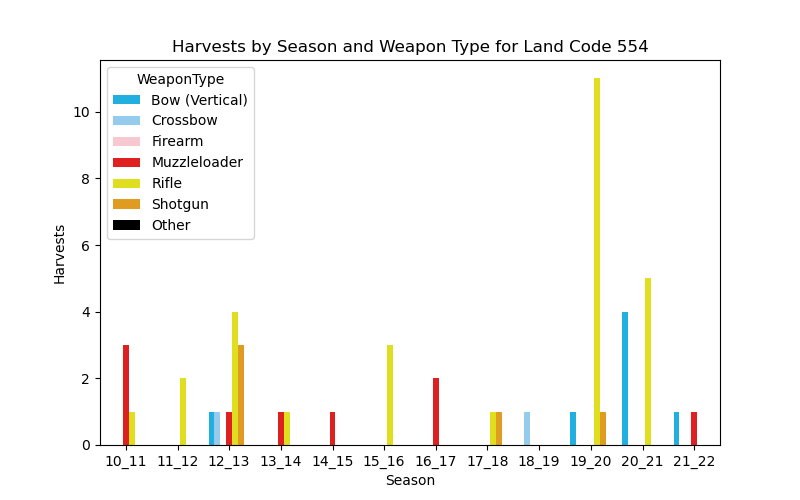 Harvests by Season and Weapon Type for Land Code 554
WeaponType
Bow (Vertical)
Crossbow
Firearm
Muzzleloader
Rifle
Shotgun
Other
Harvests
10
8
6
4
2
0
10_11 11_12 12_13 13_14 14_15 15_16 16_17 17_18 18_19 19_20 20_21 21_22
Season